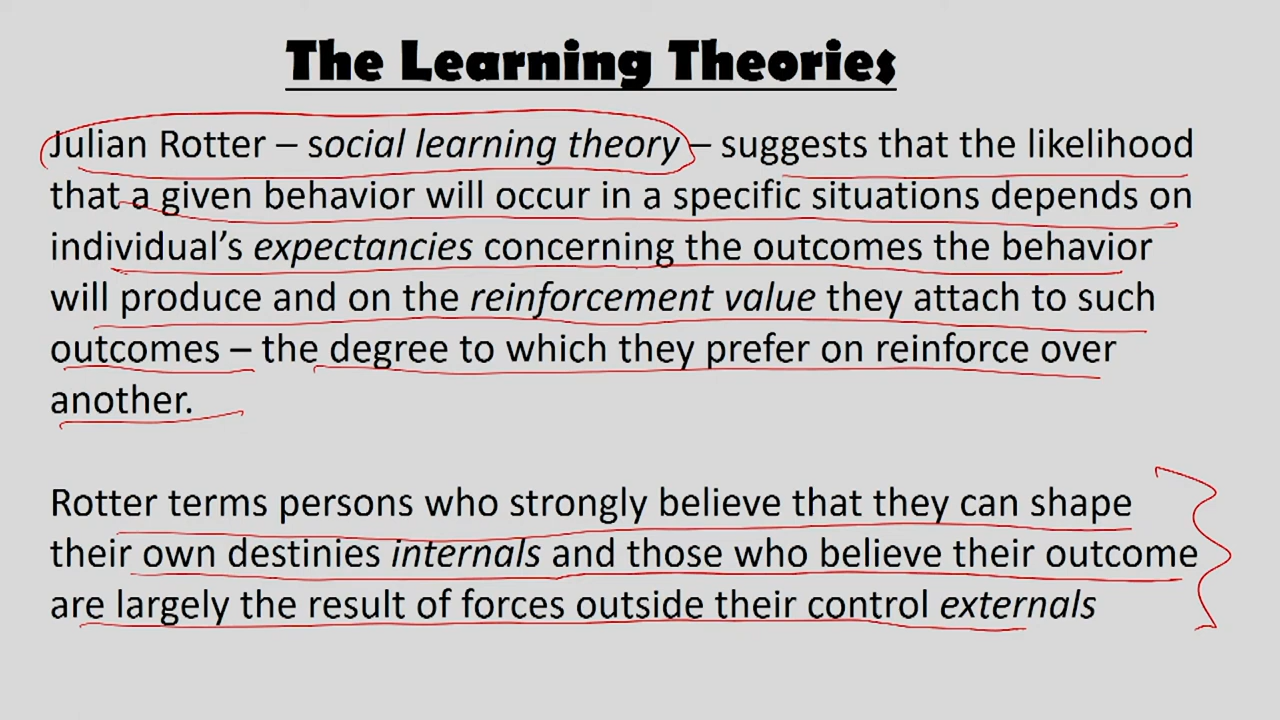 The Learning Theories
Julian Rotter – social learning theory – suggests that the likelihood
that a given behavior will occur in a specific situations depends on
individual's expectancies concerning the outcomes the behavior
will produce and on the reinforcement value they attach to such
outcomes – the degree to which they prefer on reinforce over
another.
Rotter terms persons who strongly believe that they can shape
their own destinies internals and those who believe their outcome
are largely the result of forces outside their control externals